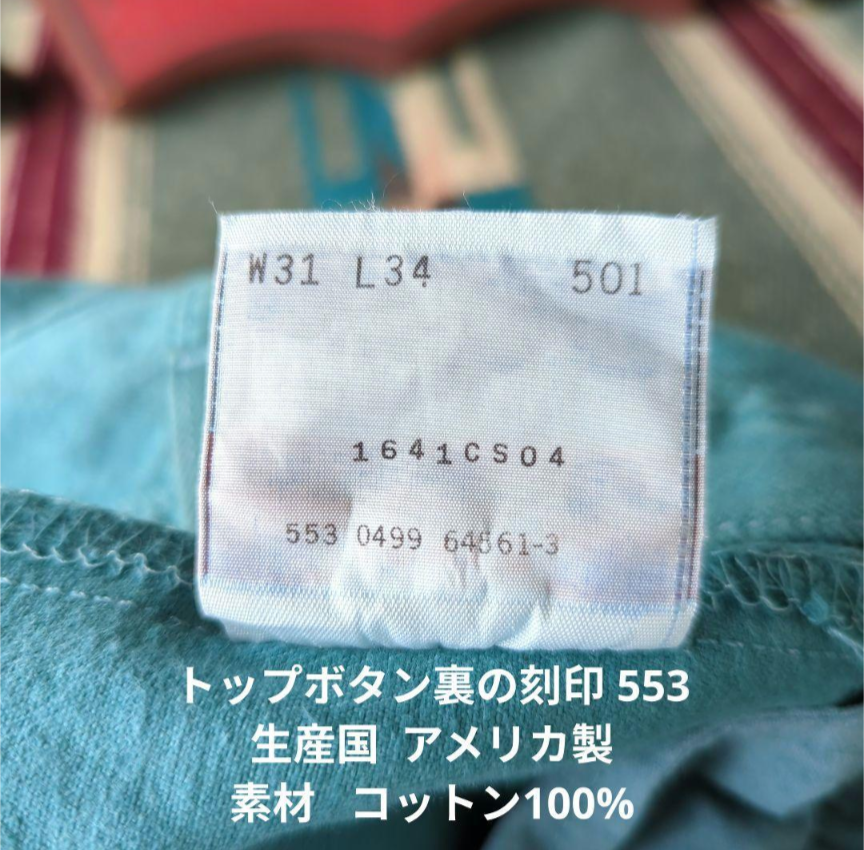 W31 L34 501
1641CS04
553 0499 64561-3
トップボタン裏の刻印 553
生産国 アメリカ製
素材 コットン100%